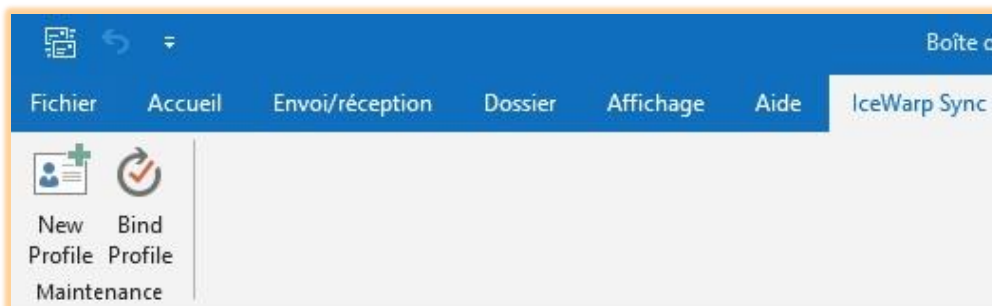 Boîte
Fichier Accueil Envoi/réception Dossier Affichage Aide IceWarp Sync
New Bind
Profile Profile
Maintenance